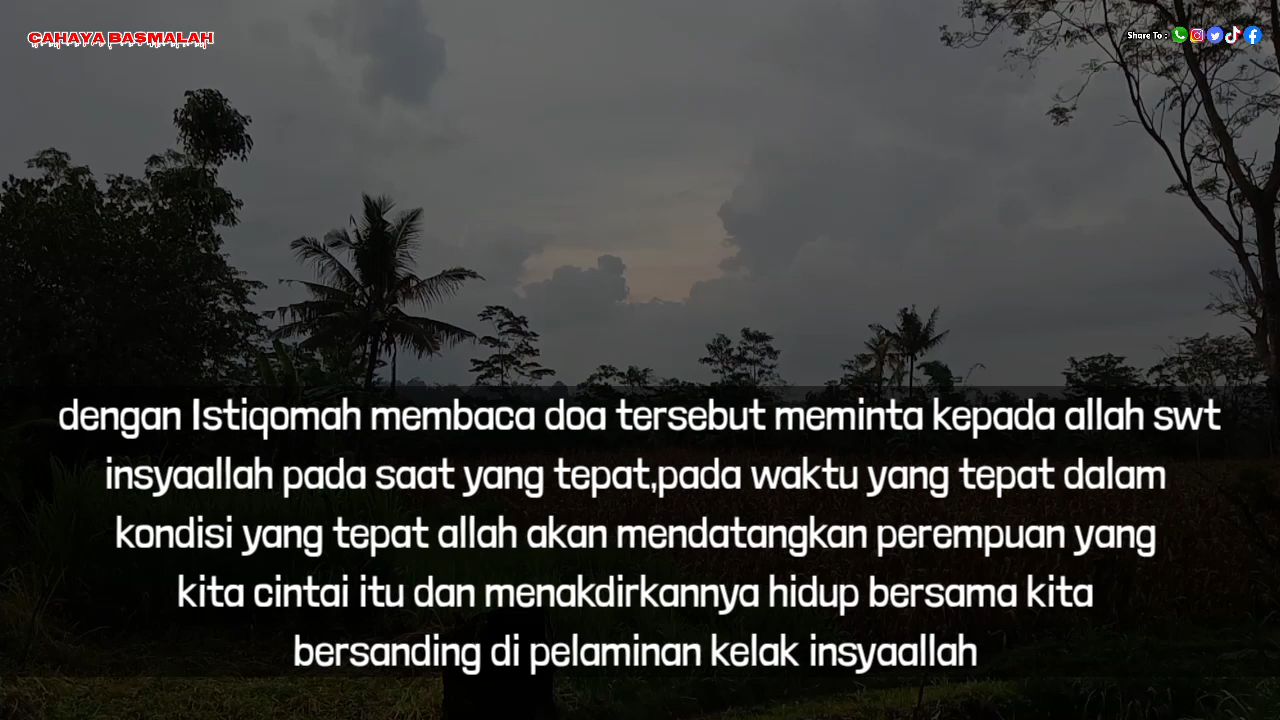 CAHAYA BASMALAH
Share To :
dengan Istiqomah membaca doa tersebut meminta kepada allah swt
insyaallah pada saat yang tepat,pada waktu yang tepat dalam
kondisi yang tepat allah akan mendatangkan perempuan yang
kita cintai itu dan menakdirkannya hidup bersama kita
bersanding di pelaminan kelak insyaallah